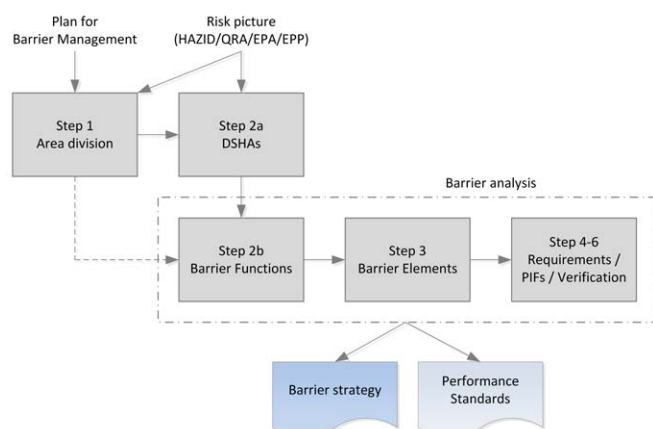 Plan for
Barrier Management
Risk picture
(HAZID/QRA/EPA/EPP)
Step 1
Area division
Step 2a
DSHAs
Barrier analysis
Step 2b
Barrier Functions
Step 3
Barrier Elements
Step 4-6
Requirements /
PIFs / Verification
Barrier strategy
Performance
Standards